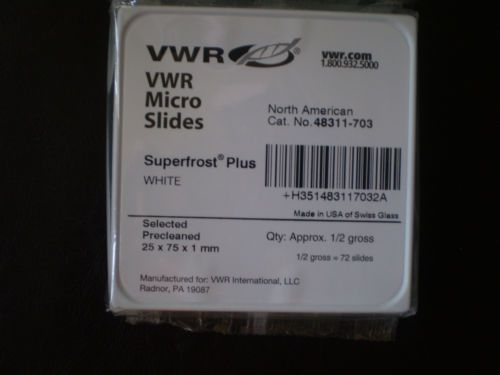 VWR®
vwr.com
1.800.932.5000
VWR
Micro
Slides
North American
Cat. No. 48311-703
Superfrost® Plus
WHITE
+H351483117032A
Made in USA of Swiss Glass
Selected
Precleaned
25 x 75 x 1 mm
Qty: Approx. 1/2 gross
1/2 gross = 72 slides
Manufactured for: VWR International, LLC
Radnor, PA 19087